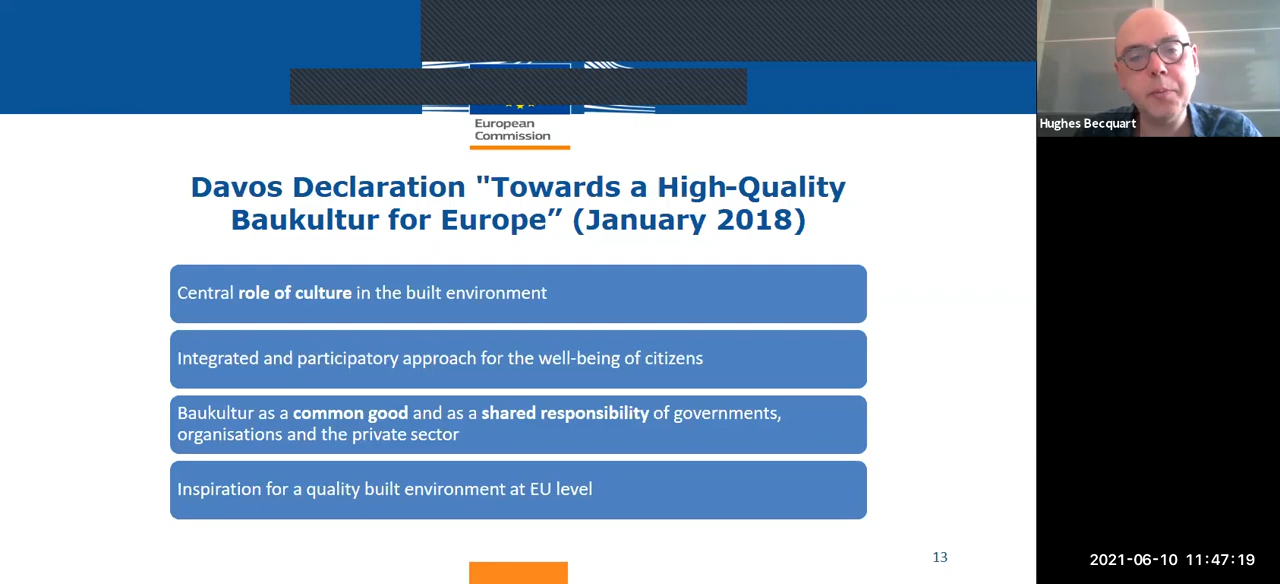 European
Commission
Hughes Becquart
Davos Declaration "Towards a High-Quality
Baukultur for Europe” (January 2018)
Central role of culture in the built environment
Integrated and participatory approach for the well-being of citizens
Baukultur as a common good and as a shared responsibility of governments,
organisations and the private sector
Inspiration for a quality built environment at EU level
13
2021-06-10 11:47:19